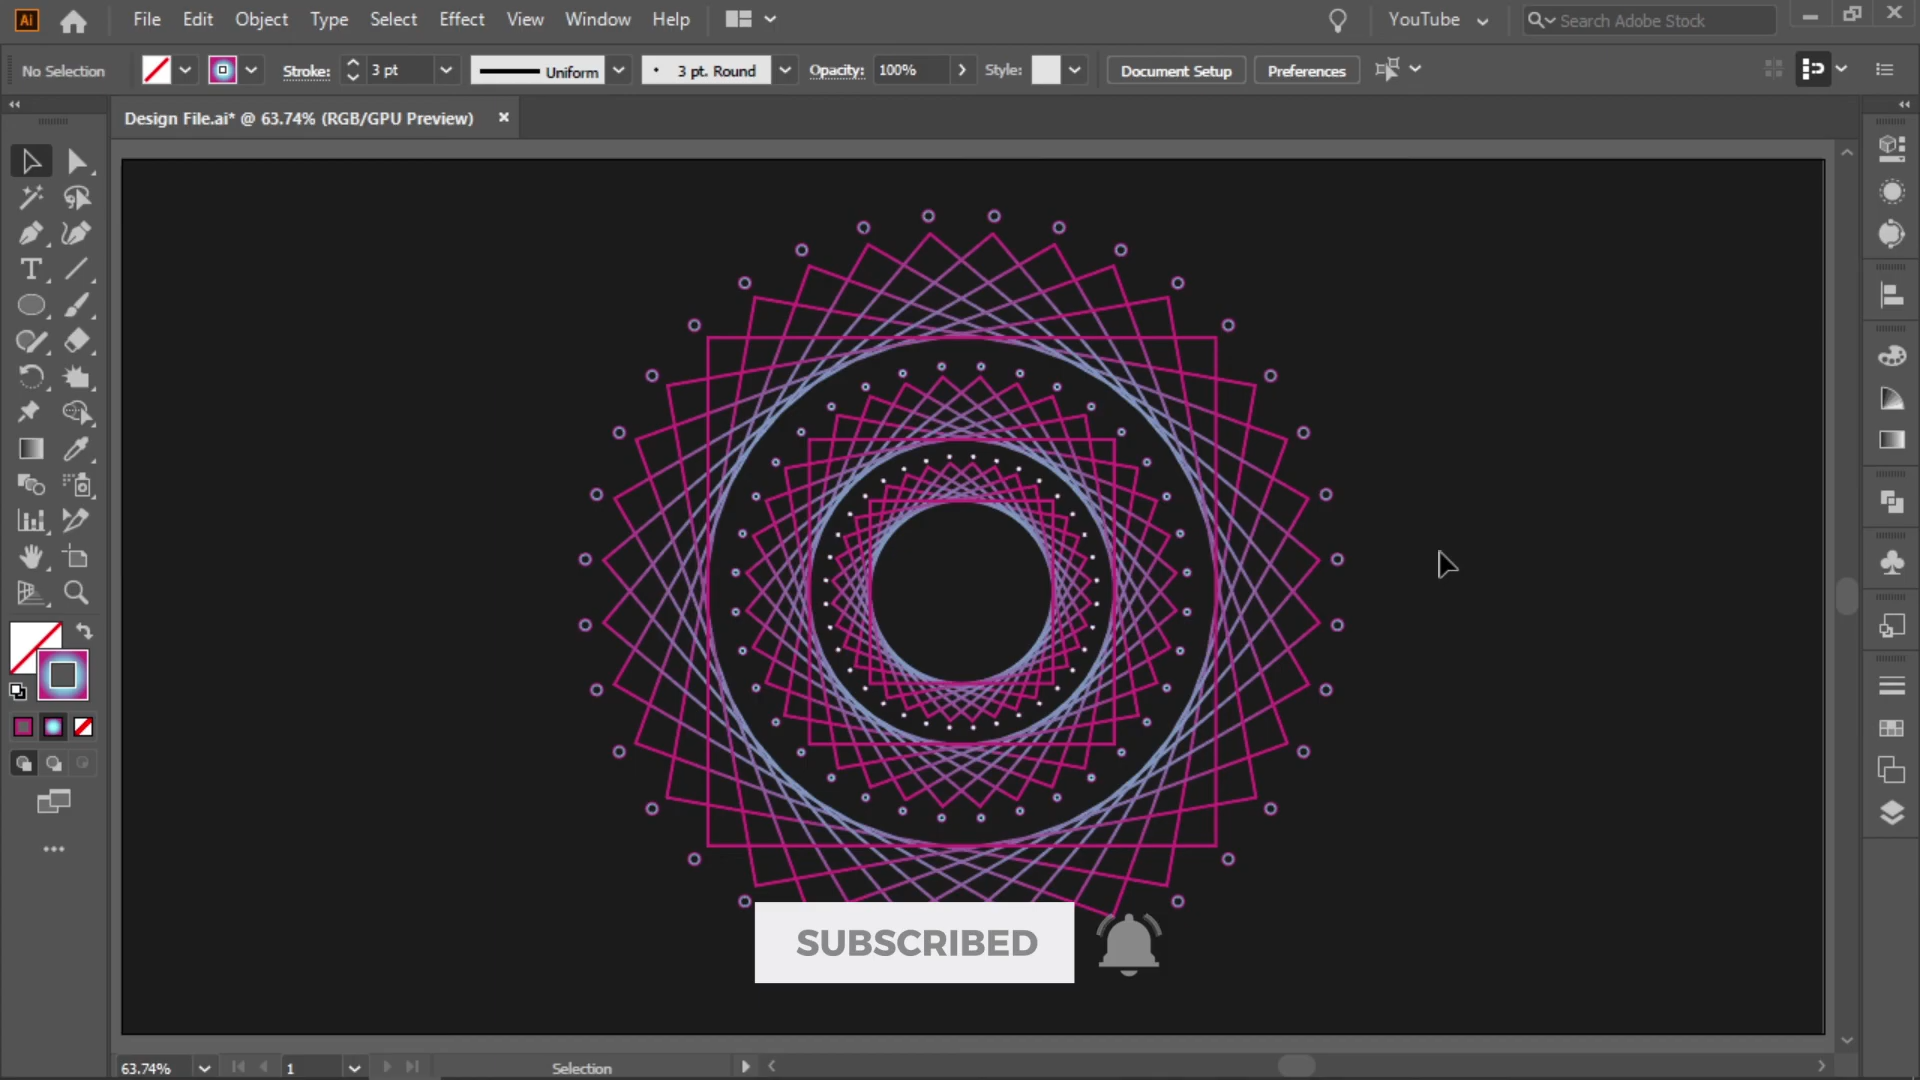 Ai File Edit Object Type Select Effect View Window Help YouTube Search Adobe Stock
No Selection Stroke: 3 pt Uniform 3 pt. Round Opacity: 100% Style: Document Setup Preferences
Design File.ai* @ 63.74% (RGB/GPU Preview) ×
T
SUBSCRIBED
63.74% 1 Selection